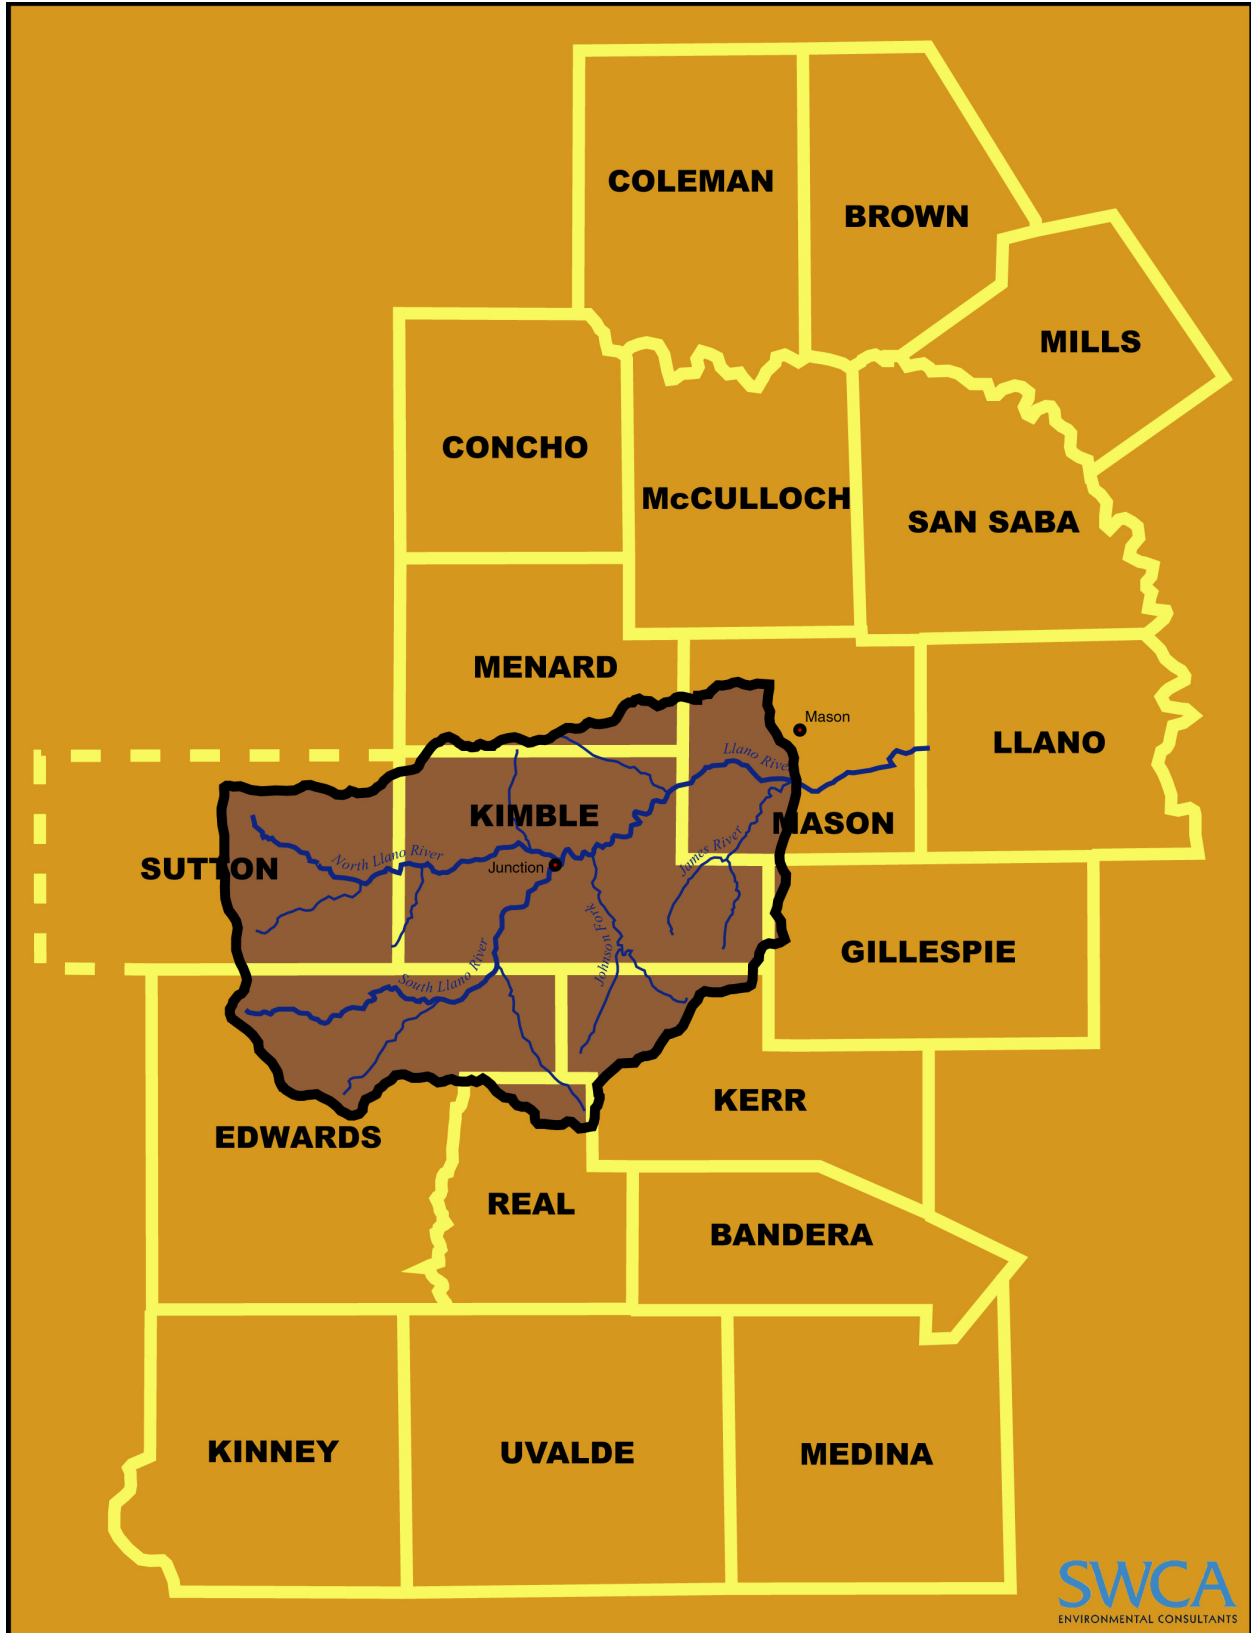 COLEMAN
BROWN
MILLS
CONCHO
McCULLOCH
SAN SABA
MENARD
Mason
LLANO
Llano River
KIMBLE
MASON
North Llano River
James River
SUTTON
Junction
Johnson Fork
GILLESPIE
South Llano River
KERR
EDWARDS
REAL
BANDERA
KINNEY
UVALDE
MEDINA
SWCA
ENVIRONMENTAL CONSULTANTS